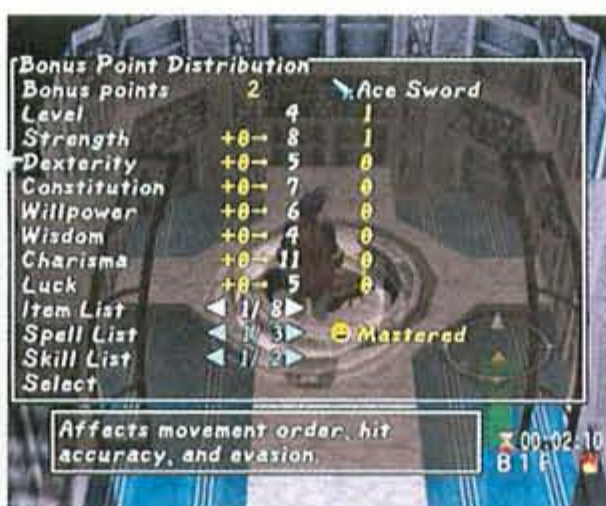 Bonus Point Distribution
Bonus points 2 Ace Sword
Level 4 1
Strength +0→ 8 1
Dexterity +0→ 5 0
Constitution +0→ 7 0
Willpower +0→ 6 0
Wisdom +0→ 4 0
Charisma +0→ 11 0
Luck +0→ 5 0
Item List ◀ 1/ 8▶
Spell List ◀ 1/ 3▶ Mastered
Skill List ◀ 1/ 2▶
Select
Affects movement order, hit
accuracy, and evasion.
00:02:10
B 1 F